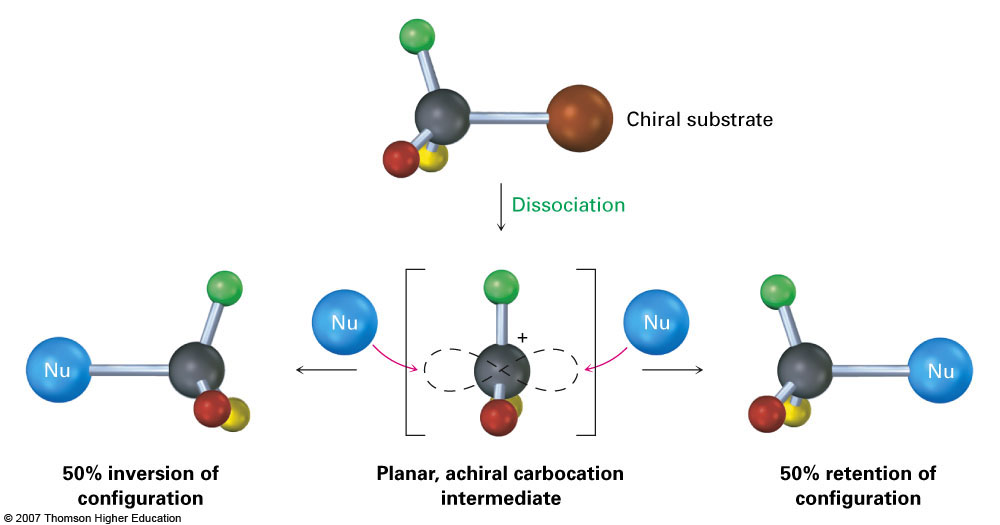 Chiral substrate
Dissociation
Nu
Nu
+
Nu
Nu
50% inversion of
configuration
Planar, achiral carbocation
intermediate
50% retention of
configuration
© 2007 Thomson Higher Education